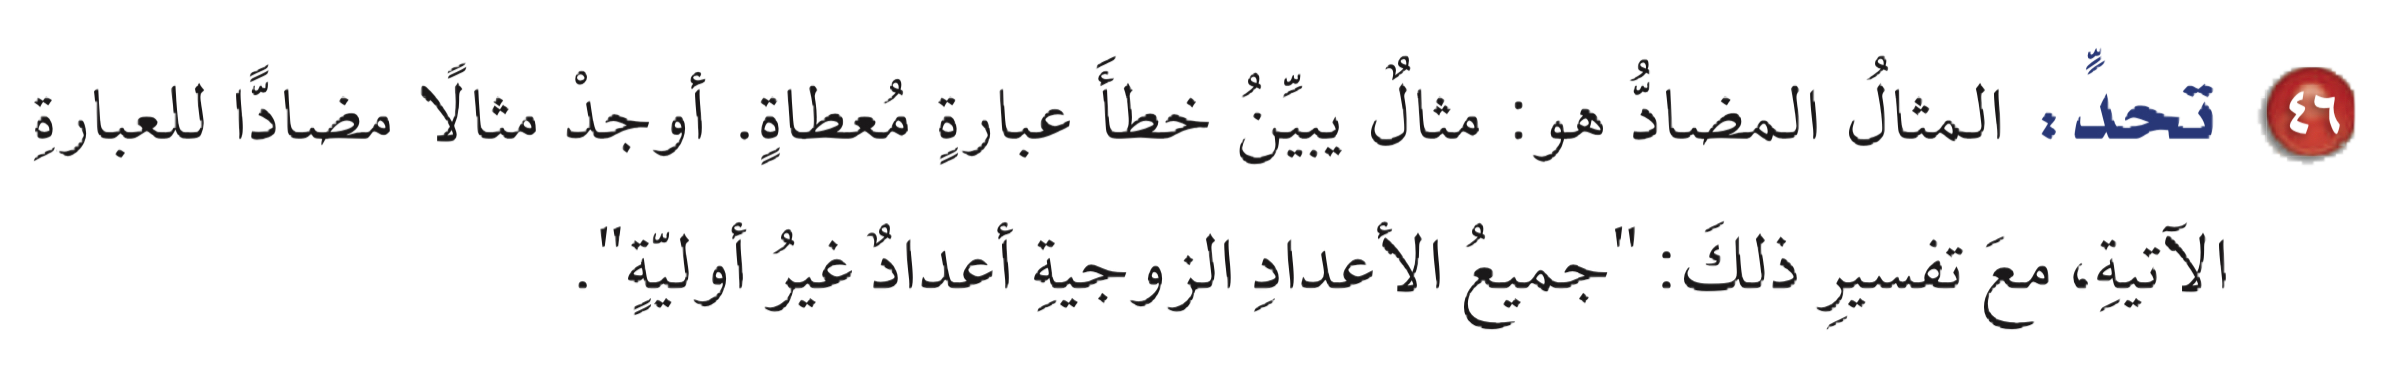 ٤٦ تحدٍّ: المثالُ المضادُّ هو: مثالٌ يبيِّنُ خطأَ عبارةٍ مُعطاةٍ. أوجدْ مثالًا مضادًّا للعبارةِ
الآتيةِ، معَ تفسيرِ ذلكَ: "جميعُ الأعدادِ الزوجيةِ أعدادٌ غيرُ أوليّةٍ".